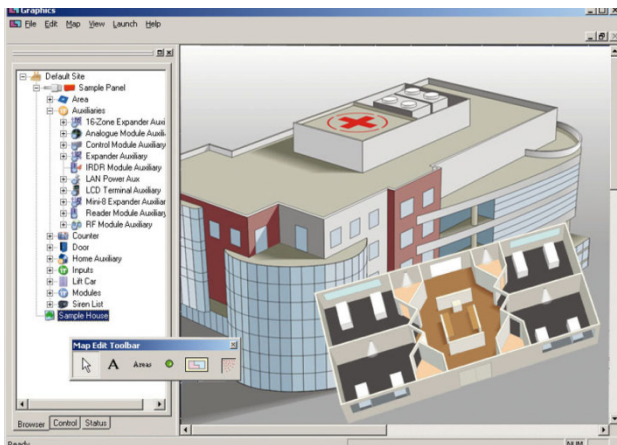 Graphics
File Edit Map View Launch Help
Default Site
Sample Panel
Area
Auxiliaries
16-Zone Expander Auxi
Analogue Module Auxili
Control Module Auxiliary
Expander Auxiliary
IRDR Module Auxiliary
LAN Power Aux
LCD Terminal Auxiliary
Mini-8 Expander Auxiliar
Reader Module Auxiliary
RF Module Auxiliary
Counter
Door
Home Auxiliary
Inputs
Lift Car
Modules
Siren List
Sample House
Map Edit Toolbar
A Areas
Browser Control Status
Ready NUM